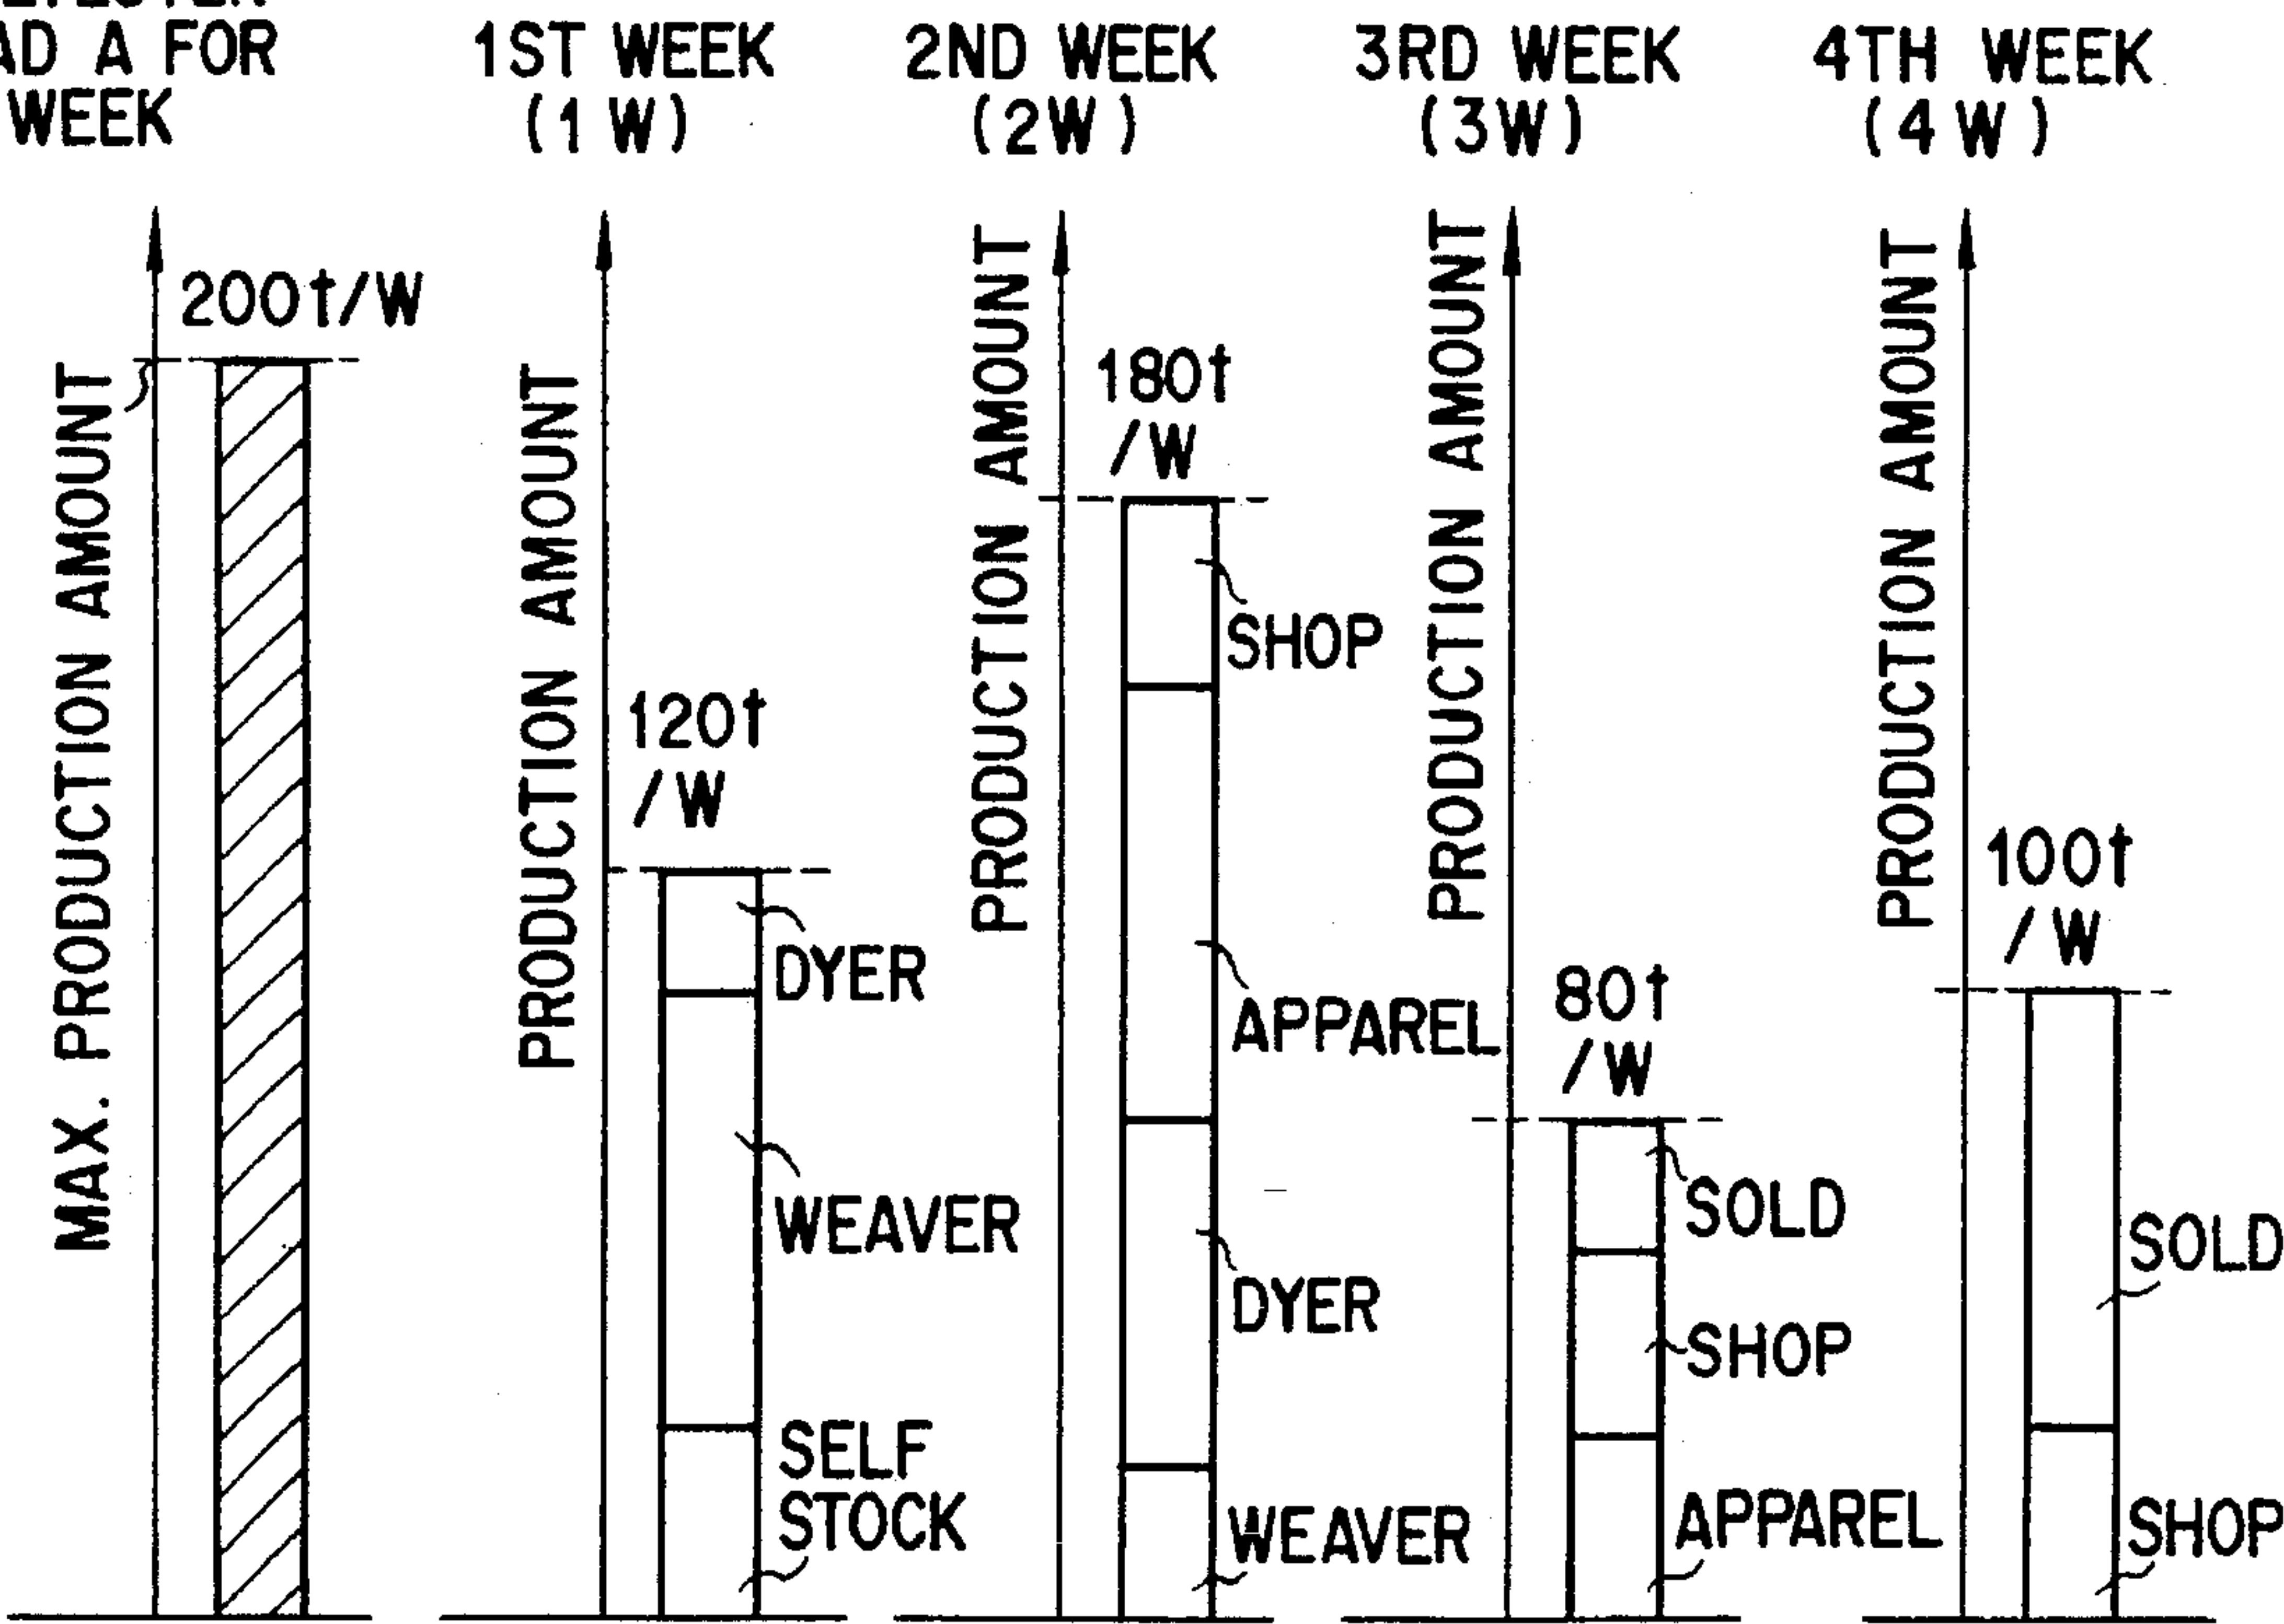 AD A FOR
WEEK
1ST WEEK
(1W)
2ND WEEK
(2W)
3RD WEEK
(3W)
4TH WEEK
(4W)
MAX. PRODUCTION AMOUNT
200t/W
PRODUCTION AMOUNT
120t
/W
DYER
WEAVER
SELF
STOCK
PRODUCTION AMOUNT
180t
/W
SHOP
APPAREL
DYER
WEAVER
PRODUCTION AMOUNT
80t
/W
SOLD
SHOP
APPAREL
PRODUCTION AMOUNT
100t
/W
SOLD
SHOP